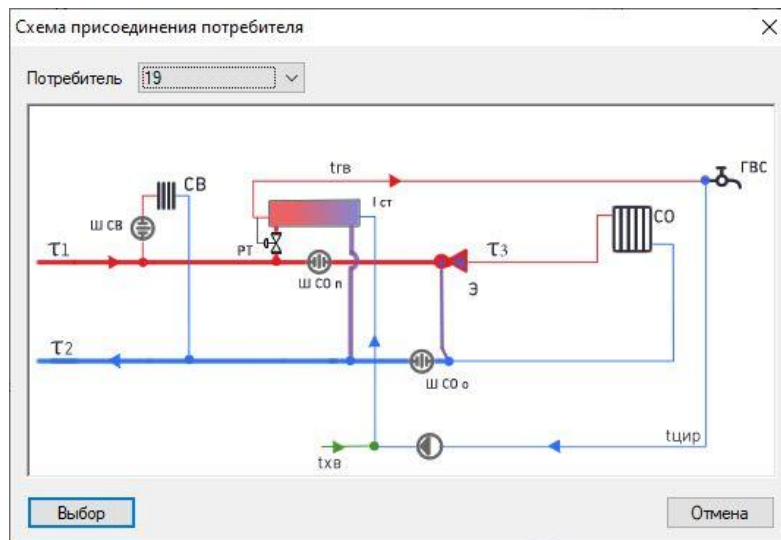 Схема присоединения потребителя
Потребитель 19
tгв
ГВС
СВ
I ст
СО
Ш СВ
РТ
τ1
τ3
Ш СО п
Э
τ2
Ш СО о
tцир
tхв
Выбор
Отмена